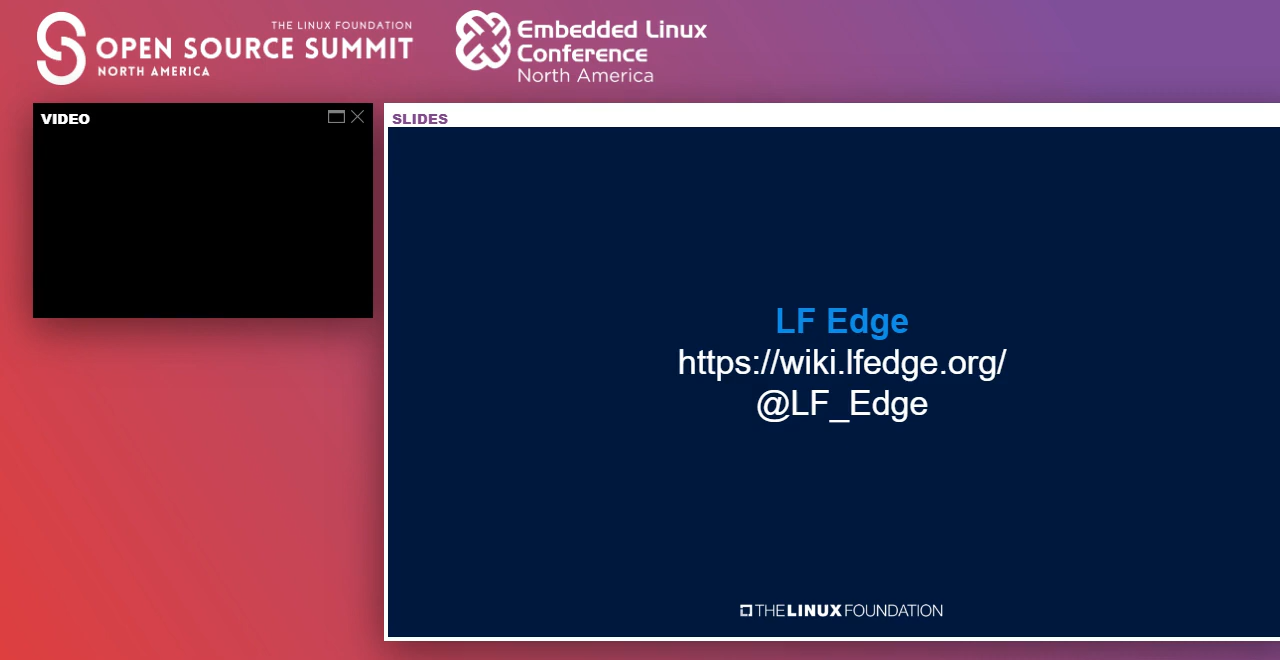 THE LINUX FOUNDATION
OPEN SOURCE SUMMIT
NORTH AMERICA
Embedded Linux
Conference
North America
VIDEO
SLIDES
LF Edge
https://wiki.lfedge.org/
@LF_Edge
THE LINUX FOUNDATION